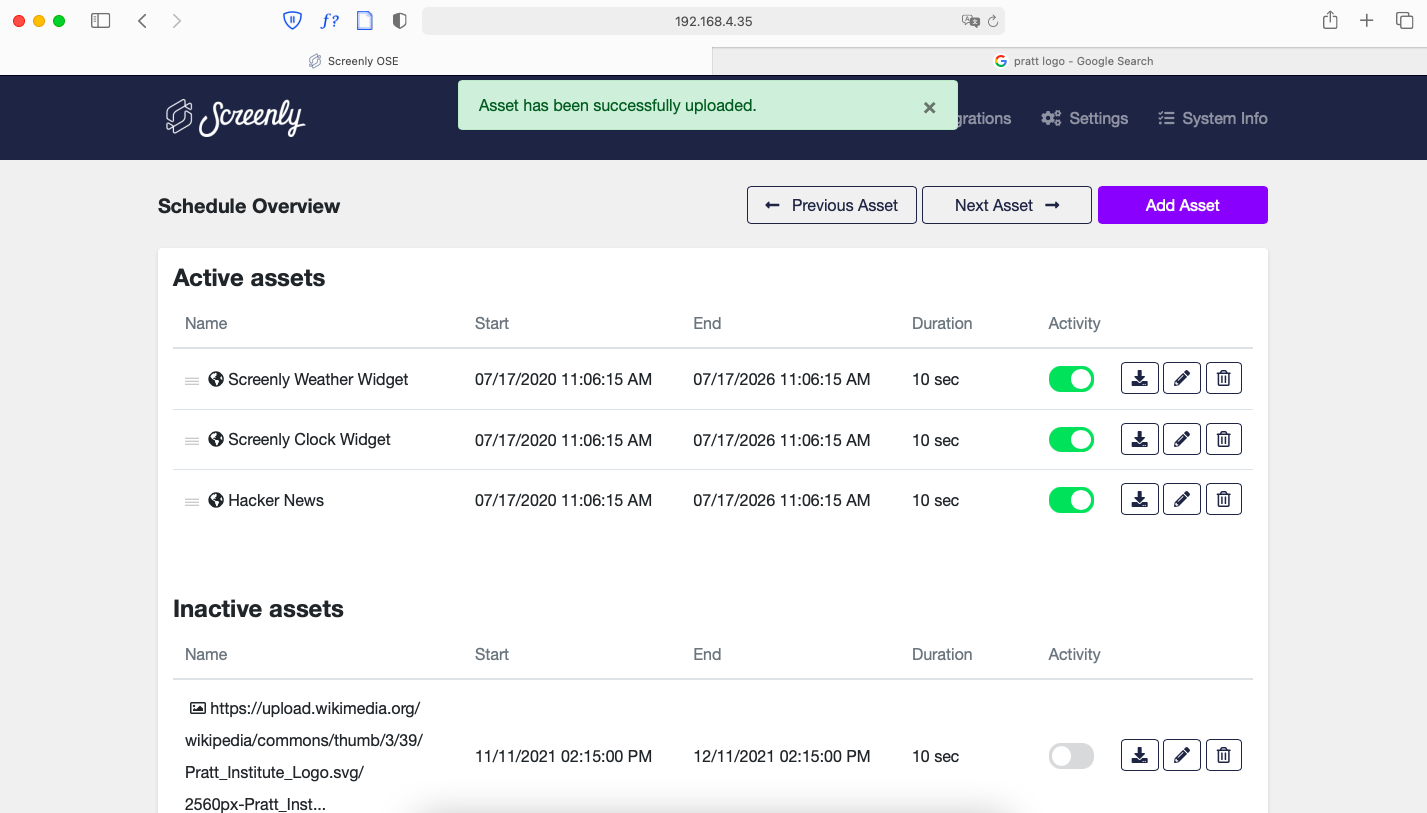 192.168.4.35
Screenly OSE
pratt logo - Google Search
Screenly
Asset has been successfully uploaded.
×
grations
Settings
System Info
Schedule Overview
Previous Asset
Next Asset
Add Asset
Active assets
Name Start End Duration Activity
Screenly Weather Widget 07/17/2020 11:06:15 AM 07/17/2026 11:06:15 AM 10 sec
Screenly Clock Widget 07/17/2020 11:06:15 AM 07/17/2026 11:06:15 AM 10 sec
Hacker News 07/17/2020 11:06:15 AM 07/17/2026 11:06:15 AM 10 sec
Inactive assets
Name Start End Duration Activity
https://upload.wikimedia.org/
wikipedia/commons/thumb/3/39/
Pratt_Institute_Logo.svg/
2560px-Pratt_Inst...
11/11/2021 02:15:00 PM 12/11/2021 02:15:00 PM 10 sec